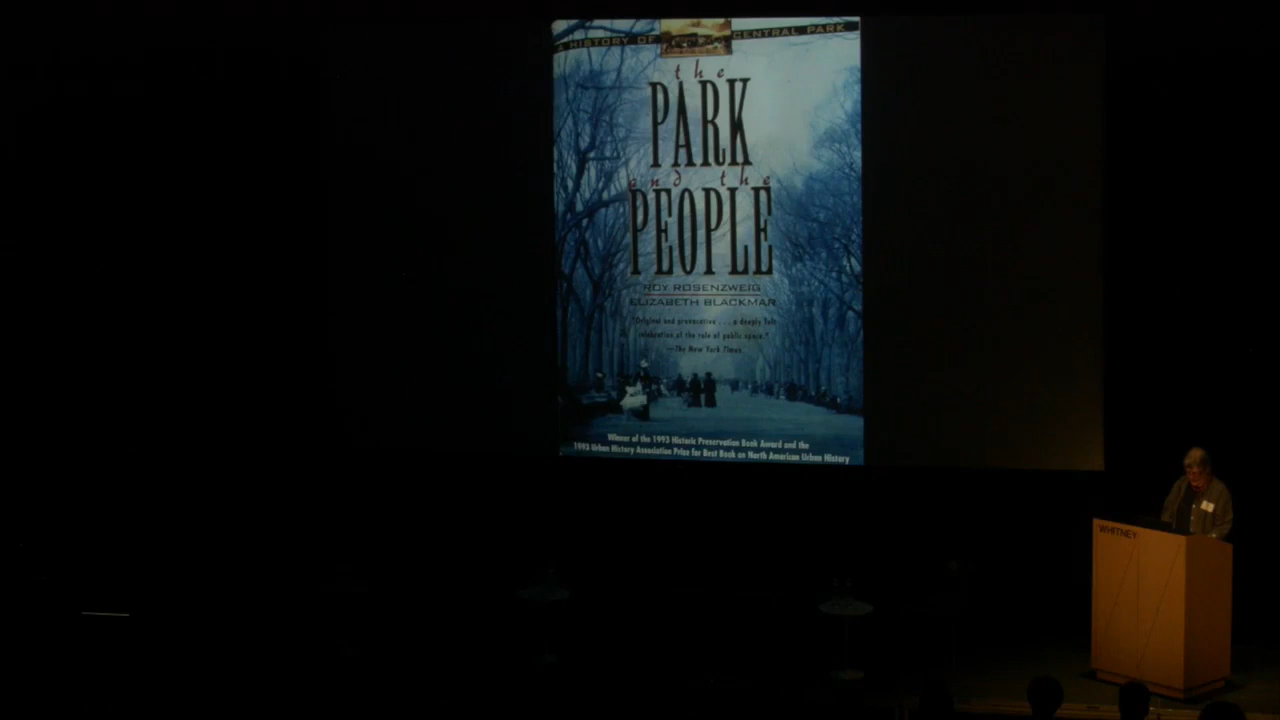 A HISTORY OF CENTRAL PARK
the
PARK
and the
PEOPLE
ROY ROSENZWEIG
ELIZABETH BLACKMAR
"Original and provocative . . . a deeply felt
celebration of the role of public space."
—The New York Times
Winner of the 1993 Historic Preservation Book Award and the
1993 Urban History Association Prize for Best Book on North American Urban History
WHITNEY